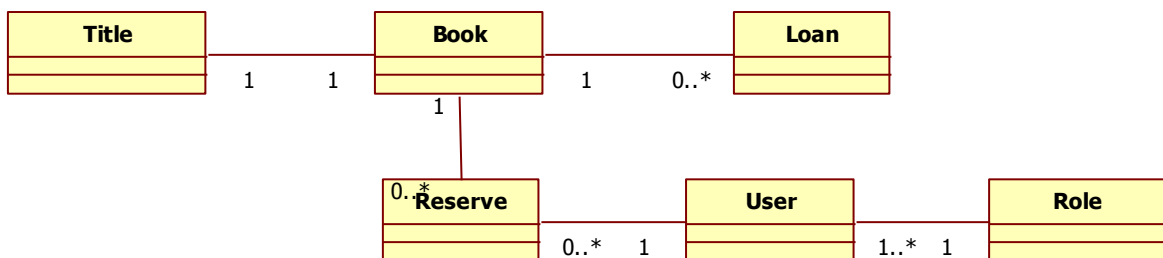 Title Book Loan
1 1 1 0..*
1
0..*
Reserve User Role
0..* 1 1..* 1